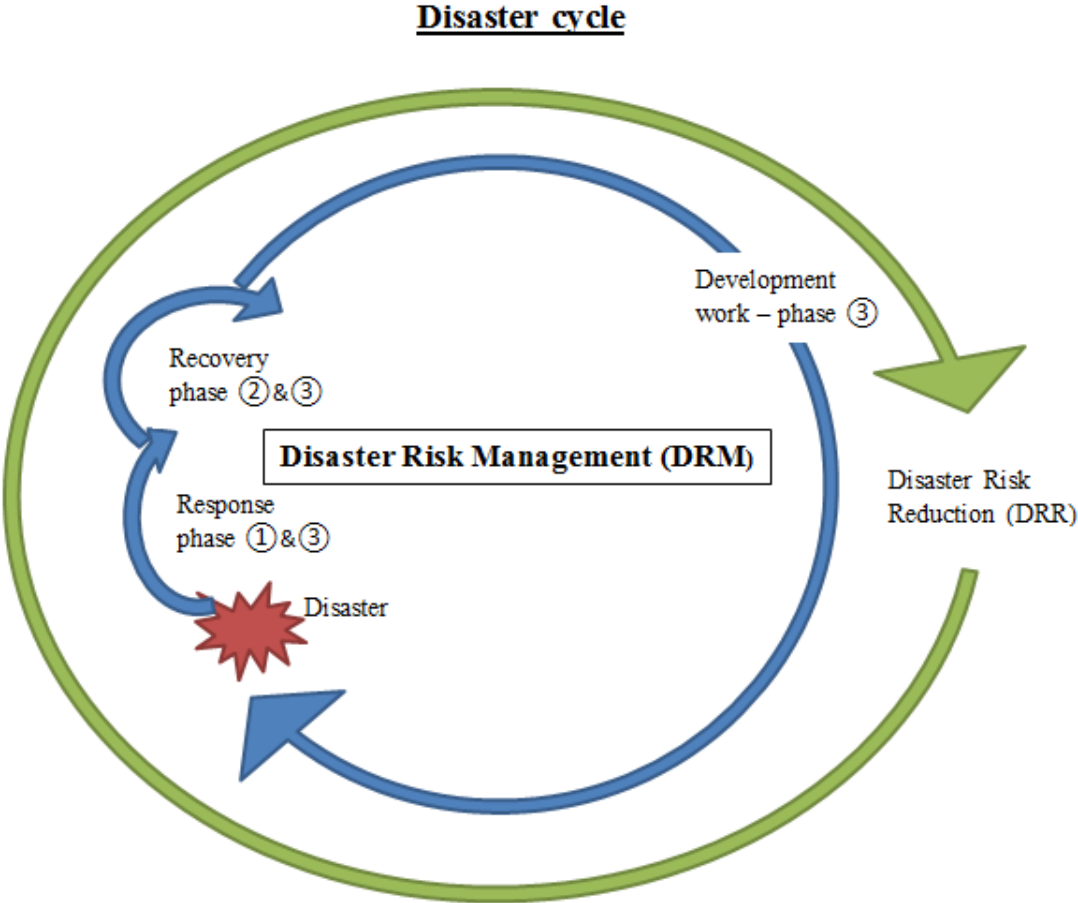 Disaster cycle
Development
work – phase ③
Recovery
phase ②&③
Disaster Risk Management (DRM)
Disaster Risk
Reduction (DRR)
Response
phase ①&③
Disaster